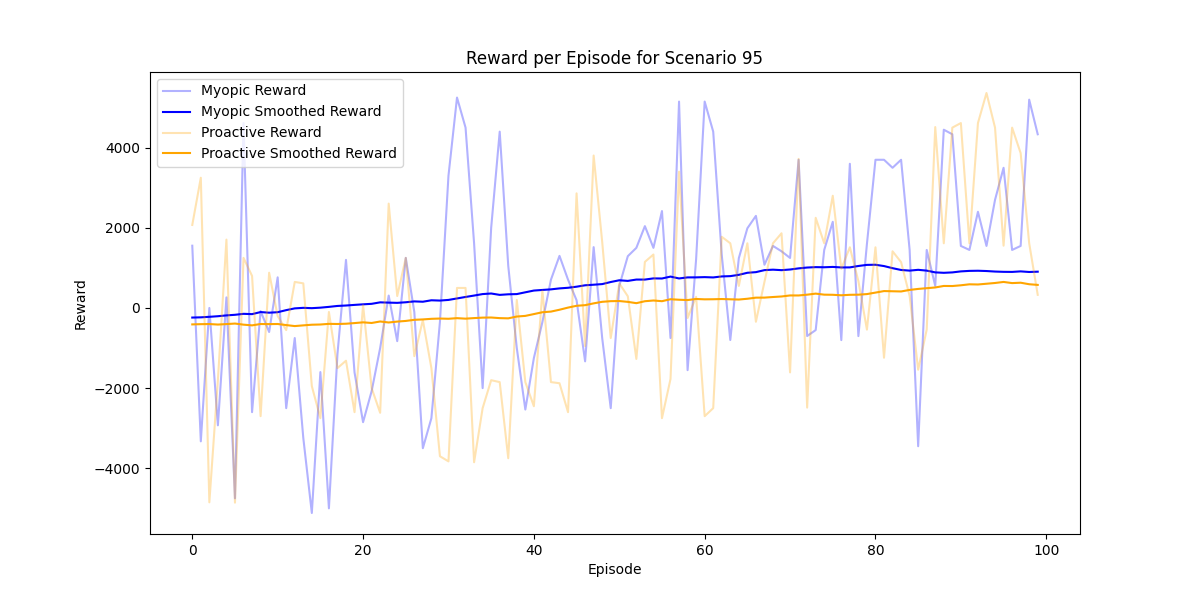 Reward per Episode for Scenario 95
Myopic Reward
Myopic Smoothed Reward
Proactive Reward
Proactive Smoothed Reward
4000
2000
0
−2000
−4000
Reward
0 20 40 60 80 100
Episode